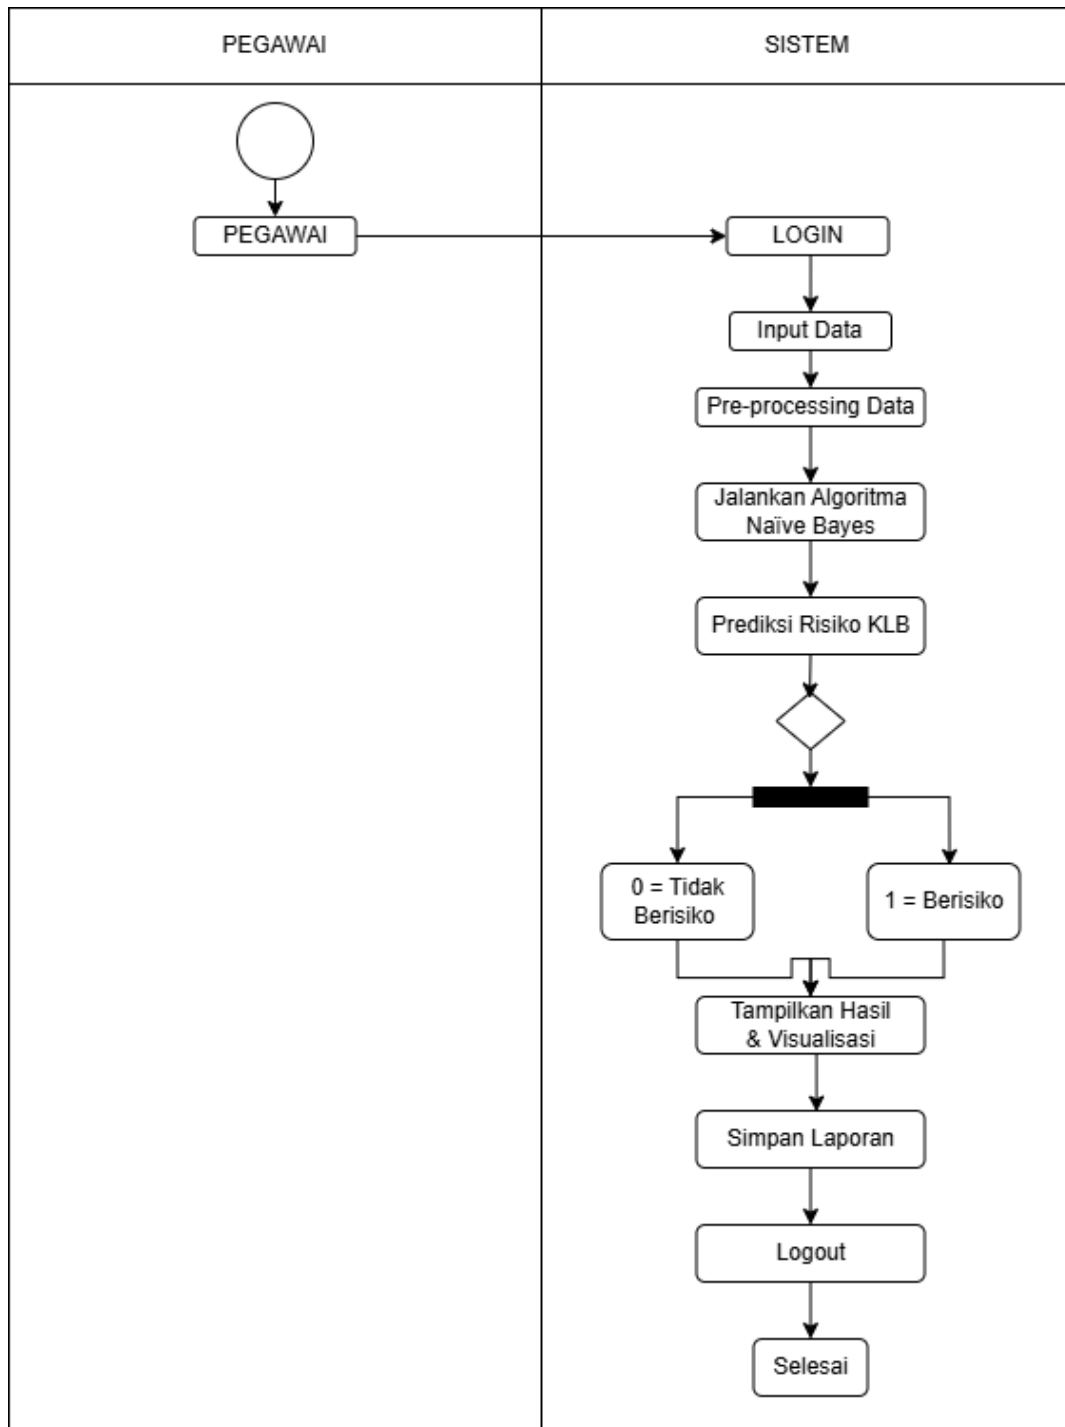 PEGAWAI
SISTEM
PEGAWAI
LOGIN
Input Data
Pre-processing Data
Jalankan Algoritma
Naïve Bayes
Prediksi Risiko KLB
0 = Tidak
Berisiko
1 = Berisiko
Tampilkan Hasil
& Visualisasi
Simpan Laporan
Logout
Selesai